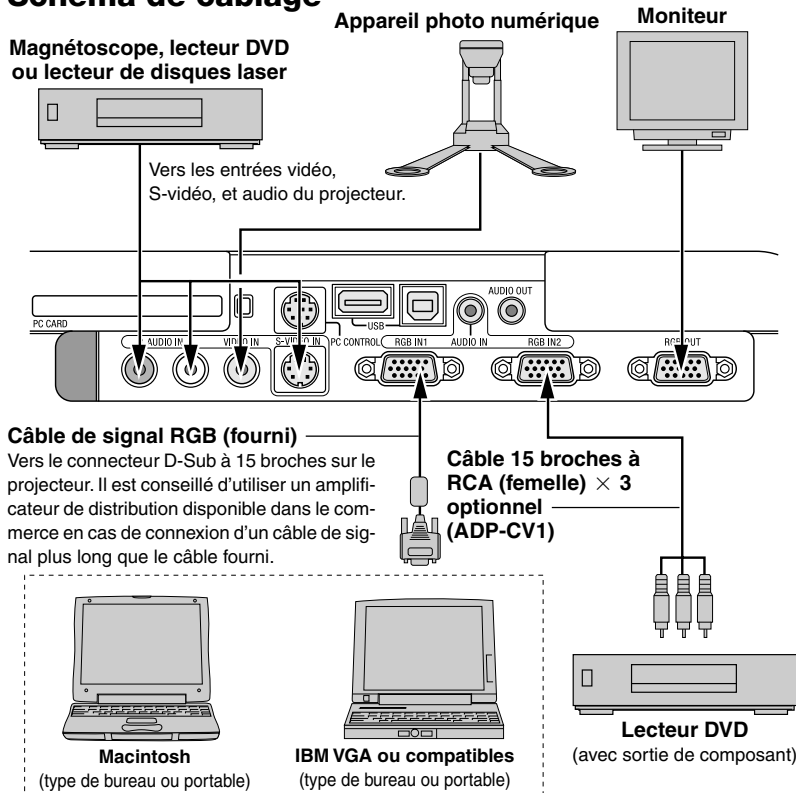 Schéma de câblage
Appareil photo numérique
Moniteur
Magnétoscope, lecteur DVD
ou lecteur de disques laser
Vers les entrées vidéo,
S-vidéo, et audio du projecteur.
AUDIO OUT
PC CARD
USB
AUDIO IN
VIDEO IN
S-VIDEO IN
PC CONTROL
RGB IN1
AUDIO IN
RGB IN2
RGB OUT
Câble de signal RGB (fourni)
Vers le connecteur D-Sub à 15 broches sur le
projecteur. Il est conseillé d'utiliser un amplifi-
cateur de distribution disponible dans le com-
merce en cas de connexion d'un câble de sig-
nal plus long que le câble fourni.
Câble 15 broches à
RCA (femelle) × 3
optionnel
(ADP-CV1)
Macintosh
(type de bureau ou portable)
IBM VGA ou compatibles
(type de bureau ou portable)
Lecteur DVD
(avec sortie de composant)